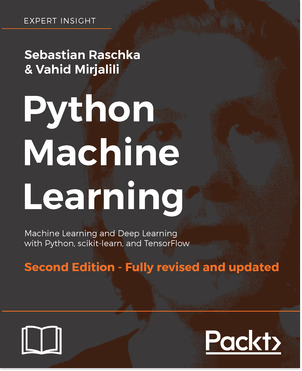 EXPERT INSIGHT
Sebastian Raschka
& Vahid Mirjalili
Python
Machine
Learning
Machine Learning and Deep Learning
with Python, scikit-learn, and TensorFlow
Second Edition - Fully revised and updated
Packt>